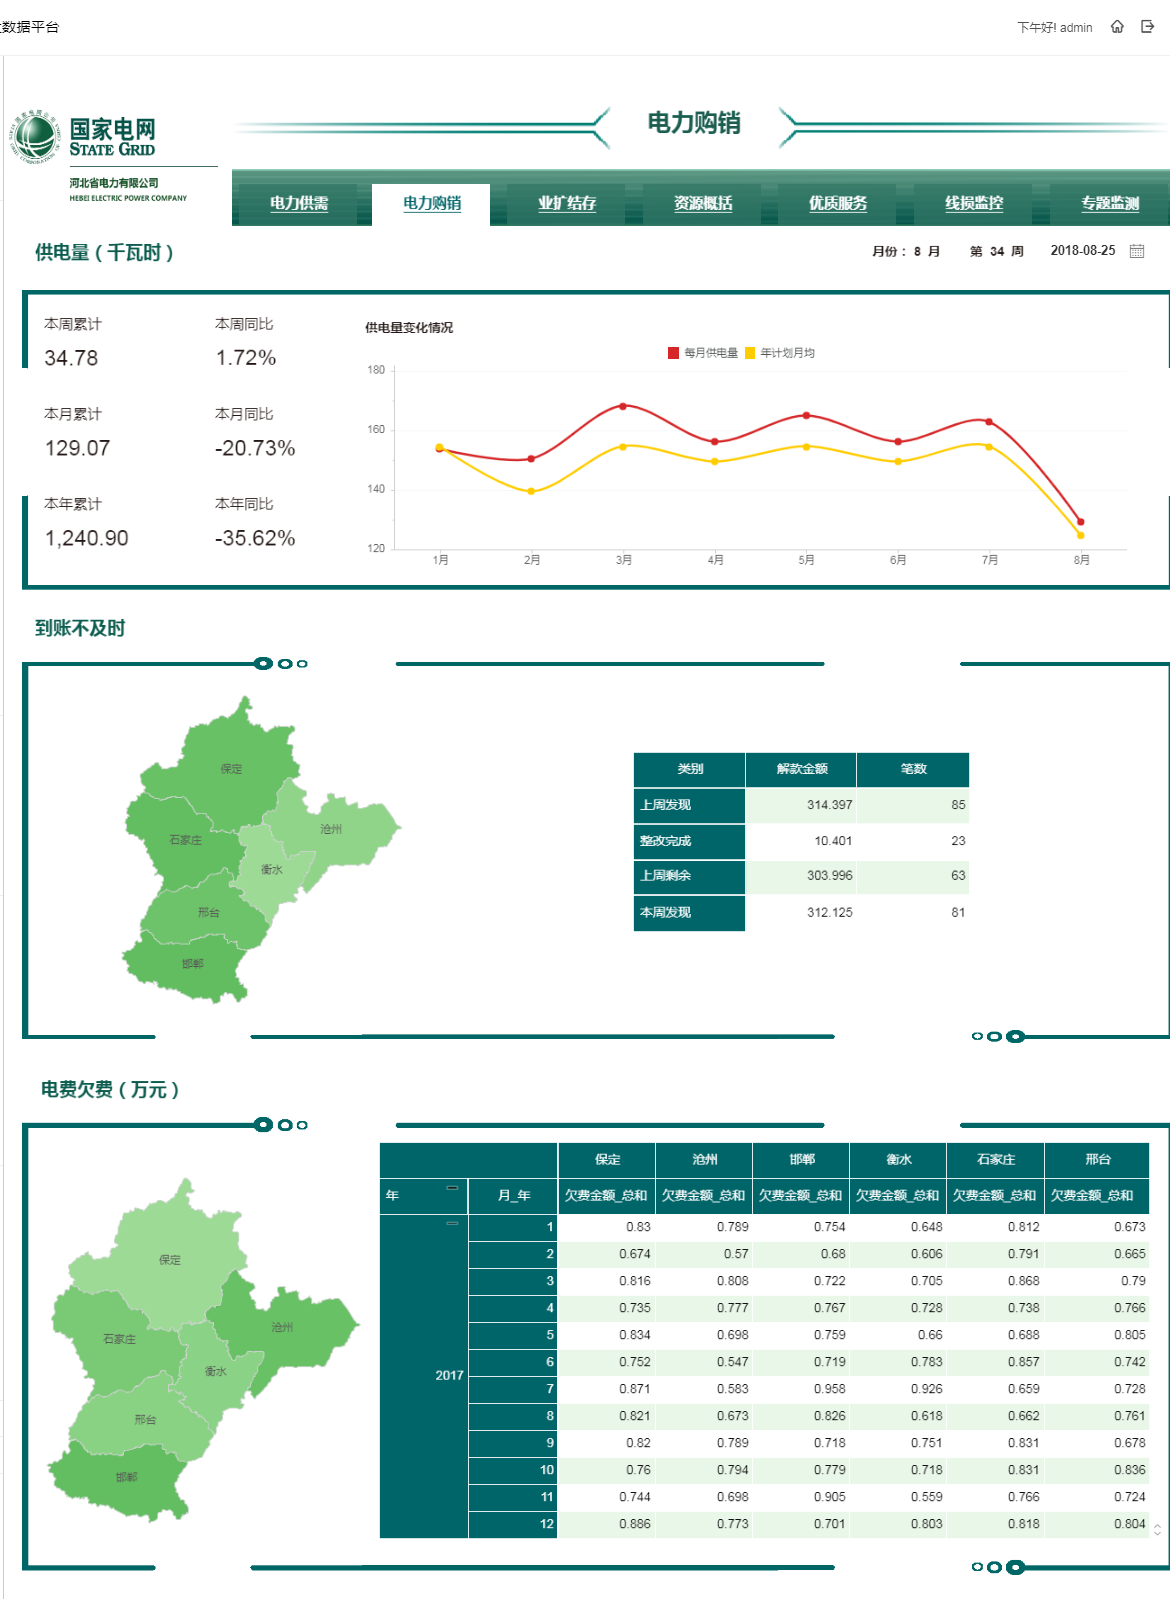 数据平台
下午好! admin
国家电网
STATE GRID
河北省电力有限公司
HEBEI ELECTRIC POWER COMPANY
电力购销
电力供需 电力购销 业扩结存 资源概括 优质服务 线损监控 专题监测
供电量（千瓦时） 月份： 8 月 第 34 周 2018-08-25
本周累计 本周同比
34.78 1.72%
本月累计 本月同比
129.07 -20.73%
本年累计 本年同比
1,240.90 -35.62%
供电量变化情况
每月供电量 年计划月均
180
160
140
120
1月 2月 3月 4月 5月 6月 7月 8月
到账不及时
保定
沧州
石家庄
衡水
邢台
邯郸
类别 解款金额 笔数
上周发现 314.397 85
整改完成 10.401 23
上周剩余 303.996 63
本周发现 312.125 81
电费欠费（万元）
保定
沧州
石家庄
衡水
邢台
邯郸
保定 沧州 邯郸 衡水 石家庄 邢台
年 月_年 欠费金额_总和 欠费金额_总和 欠费金额_总和 欠费金额_总和 欠费金额_总和 欠费金额_总和
2017
1 0.83 0.789 0.754 0.648 0.812 0.673
2 0.674 0.57 0.68 0.606 0.791 0.665
3 0.816 0.808 0.722 0.705 0.868 0.79
4 0.735 0.777 0.767 0.728 0.738 0.766
5 0.834 0.698 0.759 0.66 0.688 0.805
6 0.752 0.547 0.719 0.783 0.857 0.742
7 0.871 0.583 0.958 0.926 0.659 0.728
8 0.821 0.673 0.826 0.618 0.662 0.761
9 0.82 0.789 0.718 0.751 0.831 0.678
10 0.76 0.794 0.779 0.718 0.831 0.836
11 0.744 0.698 0.905 0.559 0.766 0.724
12 0.886 0.773 0.701 0.803 0.818 0.804